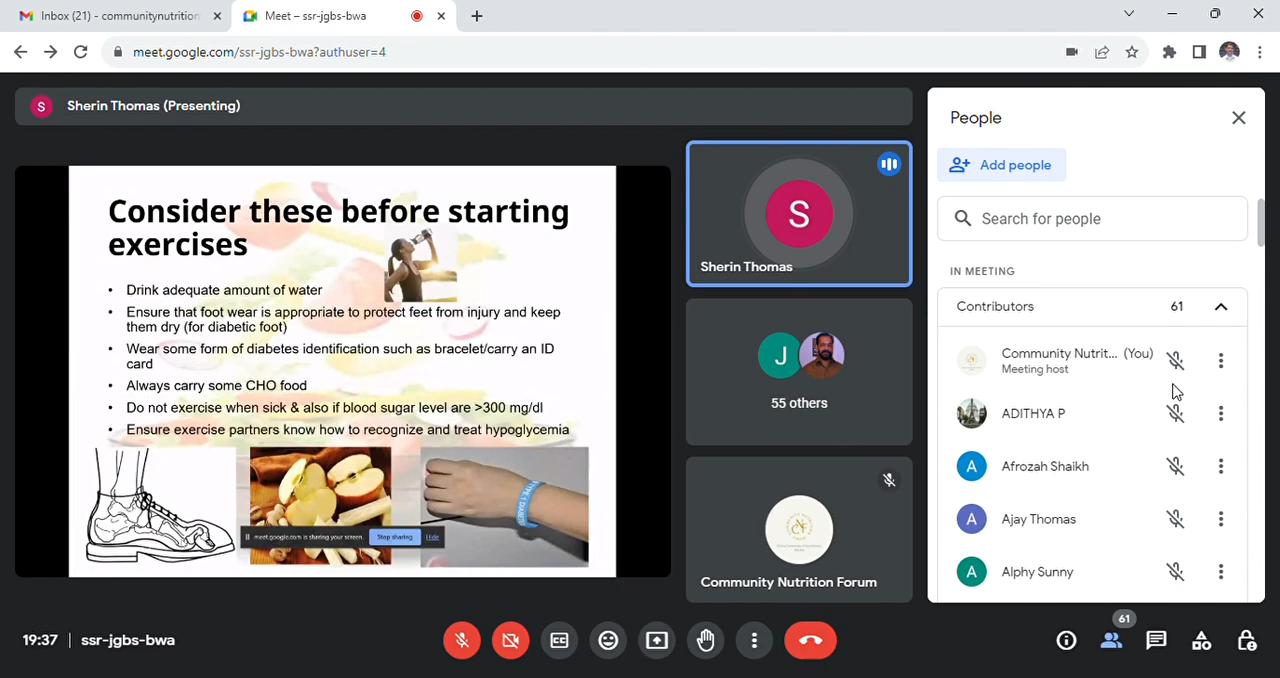 Inbox (21) - communitynutrition
Meet – ssr-jgbs-bwa
meet.google.com/ssr-jgbs-bwa?authuser=4
S
Sherin Thomas (Presenting)
Consider these before starting
exercises
• Drink adequate amount of water
• Ensure that foot wear is appropriate to protect feet from injury and keep
them dry (for diabetic foot)
• Wear some form of diabetes identification such as bracelet/carry an ID
card
• Always carry some CHO food
• Do not exercise when sick & also if blood sugar level are >300 mg/dl
• Ensure exercise partners know how to recognize and treat hypoglycemia
TYPE 1 DIABETIC
meet.google.com is sharing your screen.
Stop sharing
Hide
S
Sherin Thomas
J
55 others
Community Nutrition Forum
People
Add people
Search for people
IN MEETING
Contributors 61
Community Nutrit... (You)
Meeting host
ADITHYA P
A Afrozah Shaikh
A Ajay Thomas
A Alphy Sunny
19:37 | ssr-jgbs-bwa
61